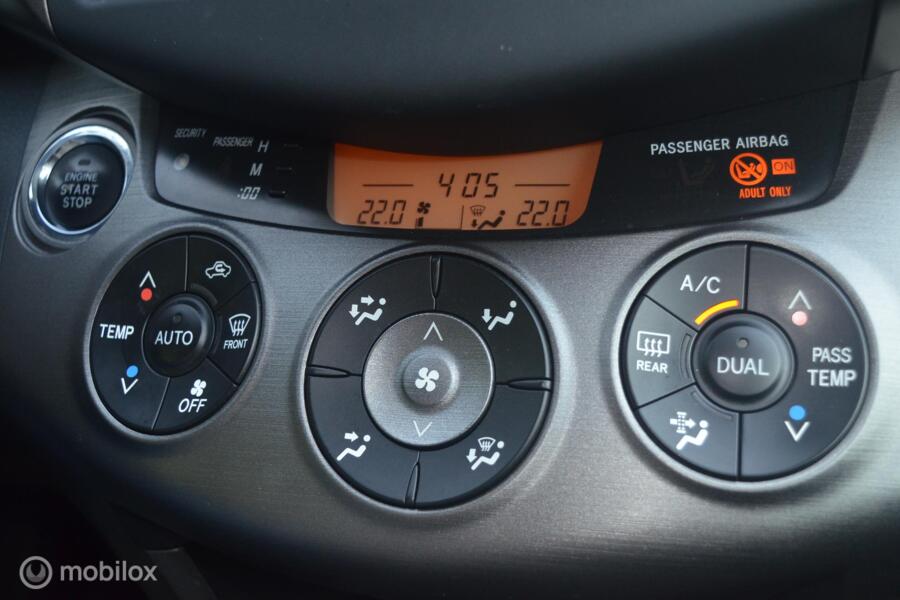 SECURITY
PASSENGER
H
M
:00
4:05
22.0
22.0
PASSENGER AIRBAG
ON
ADULT ONLY
ENGINE
START
STOP
TEMP
AUTO
FRONT
OFF
A/C
REAR
DUAL
PASS
TEMP
mobilox